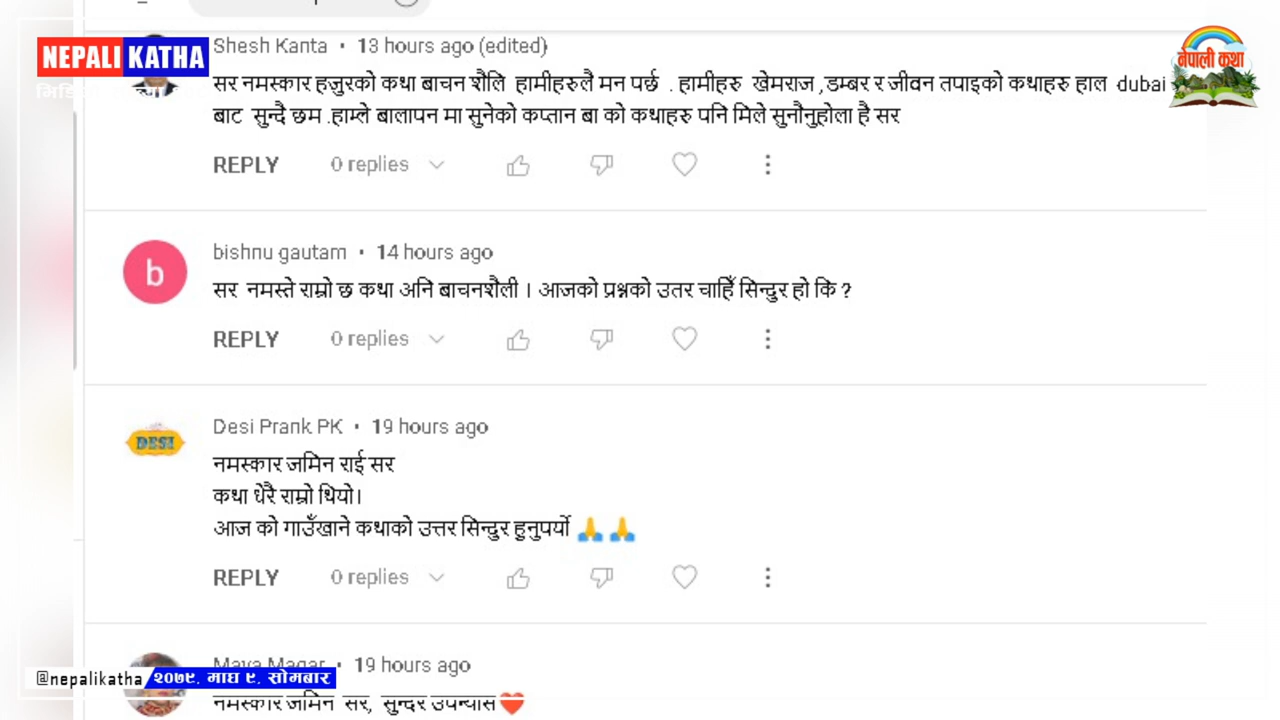 NEPALI KATHA
नेपाली कथा
Shesh Kanta • 13 hours ago (edited)
सर नमस्कार हजुरको कथा बाचन शैलि हामीहरुलै मन पर्छ . हामीहरु खेमराज ,डम्बर र जीवन तपाइको कथाहरु हाल dubai
बाट सुन्दै छम .हाम्ले बालापन मा सुनेको कप्तान बा को कथाहरु पनि मिले सुनौनुहोला है सर
REPLY 0 replies
b
bishnu gautam • 14 hours ago
सर नमस्ते राम्रो छ कथा अनि बाचनशैली । आजको प्रश्नको उतर चाहिँ सिन्दुर हो कि ?
REPLY 0 replies
DESI
Desi Prank PK • 19 hours ago
नमस्कार जमिन राई सर
कथा धेरै राम्रो थियो।
आज को गाउँखाने कथाको उत्तर सिन्दुर हुनुपर्यो 🙏 🙏
REPLY 0 replies
Maya Magar • 19 hours ago
@nepalikatha २०७९. माघ ९. सोमबार
नमस्कार जमिन सर, सुन्दर उपन्यास❤️